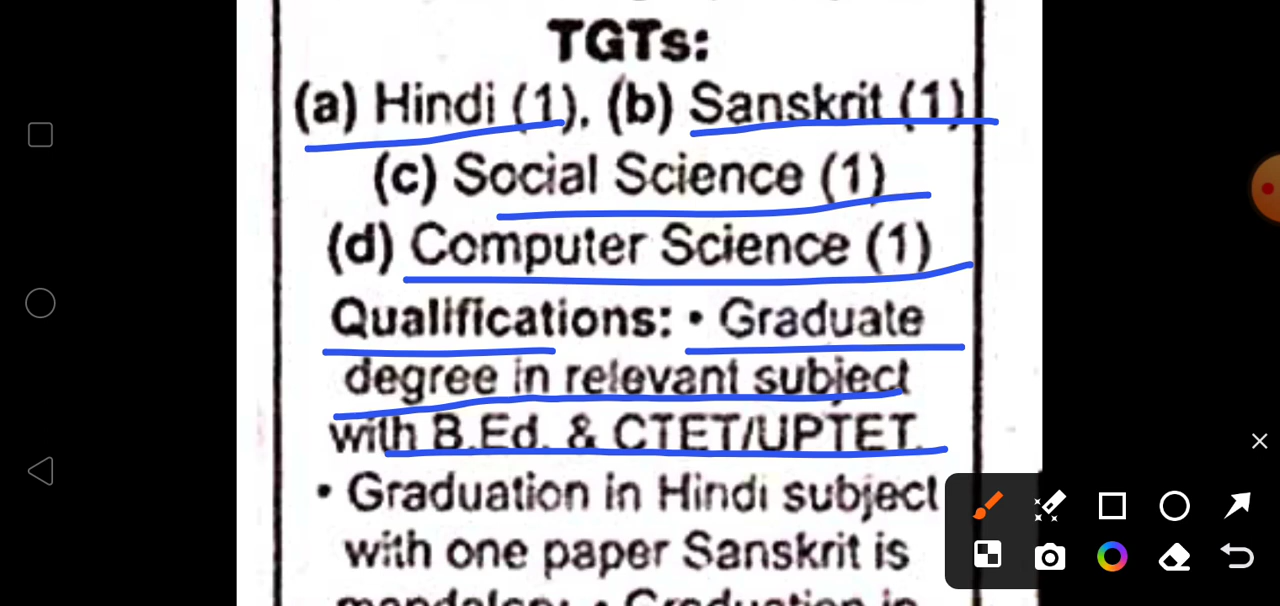 TGTs:
(a) Hindi (1), (b) Sanskrit (1)
(c) Social Science (1)
(d) Computer Science (1)
Qualifications: • Graduate
degree in relevant subject
with B.Ed. & CTET/UPTET.
• Graduation in Hindi subject
with one paper Sanskrit is